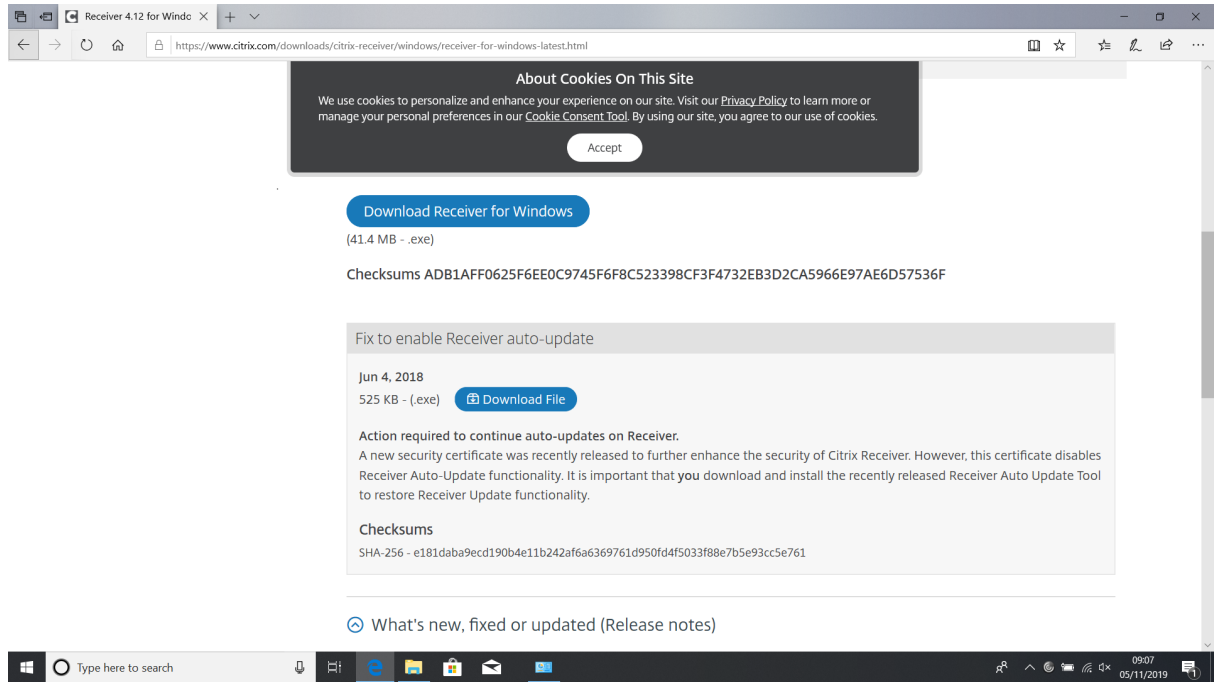 Receiver 4.12 for Windo
https://www.citrix.com/downloads/citrix-receiver/windows/receiver-for-windows-latest.html
About Cookies On This Site
We use cookies to personalize and enhance your experience on our site. Visit our Privacy Policy to learn more or
manage your personal preferences in our Cookie Consent Tool. By using our site, you agree to our use of cookies.
Accept
Download Receiver for Windows
(41.4 MB - .exe)
Checksums ADB1AFF0625F6EE0C9745F6F8C523398CF3F4732EB3D2CA5966E97AE6D57536F
Fix to enable Receiver auto-update
Jun 4, 2018
525 KB - (.exe) Download File
Action required to continue auto-updates on Receiver.
A new security certificate was recently released to further enhance the security of Citrix Receiver. However, this certificate disables
Receiver Auto-Update functionality. It is important that you download and install the recently released Receiver Auto Update Tool
to restore Receiver Update functionality.
Checksums
SHA-256 - e181daba9ecd190b4e11b242af6a6369761d950fd4f5033f88e7b5e93cc5e761
What's new, fixed or updated (Release notes)
Type here to search
09:07
05/11/2019
1